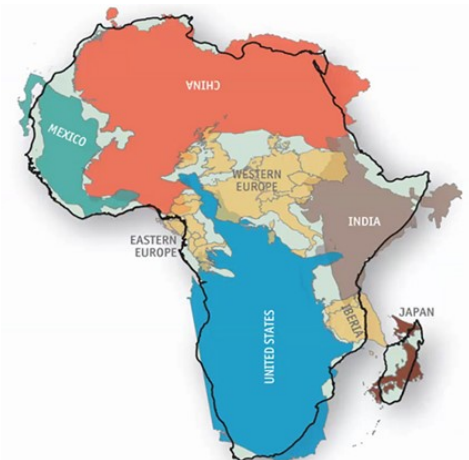 CHINA
MEXICO
WESTERN
EUROPE
INDIA
EASTERN
EUROPE
UNITED STATES
IBERIA
JAPAN